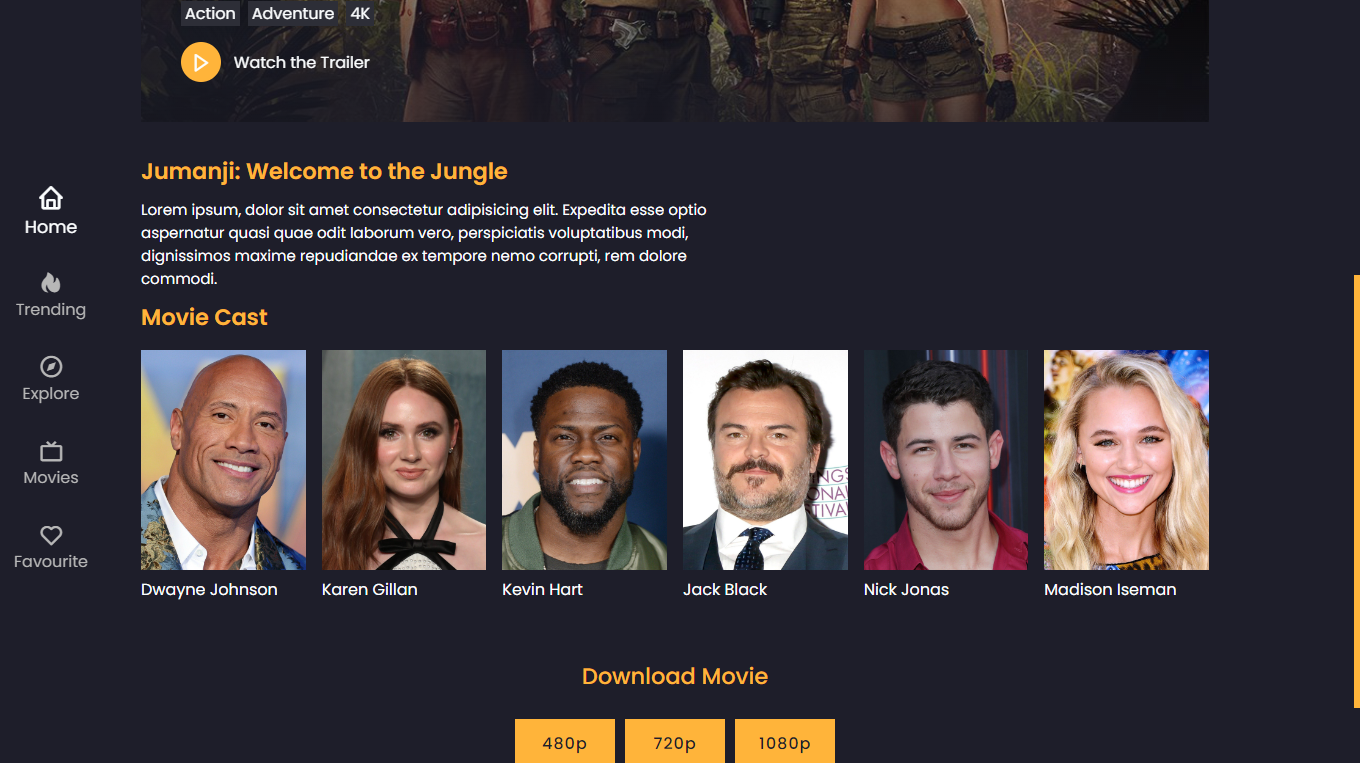 Action Adventure 4K
Watch the Trailer
Jumanji: Welcome to the Jungle
Lorem ipsum, dolor sit amet consectetur adipisicing elit. Expedita esse optio
aspernatur quasi quae odit laborum vero, perspiciatis voluptatibus modi,
dignissimos maxime repudiandae ex tempore nemo corrupti, rem dolore
commodi.
Home
Trending
Explore
Movies
Favourite
Movie Cast
Dwayne Johnson
Karen Gillan
Kevin Hart
Jack Black
Nick Jonas
Madison Iseman
Download Movie
480p
720p
1080p